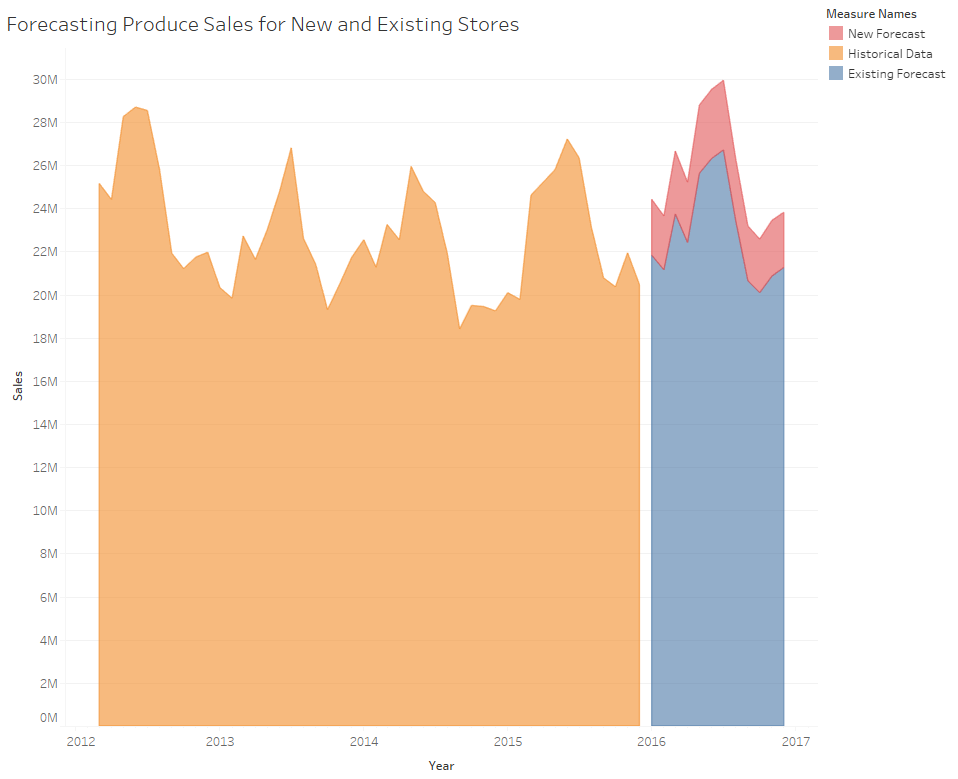 Forecasting Produce Sales for New and Existing Stores
Measure Names
New Forecast
Historical Data
Existing Forecast
30M
28M
26M
24M
22M
20M
18M
16M
14M
12M
10M
8M
6M
4M
2M
0M
Sales
2012
2013
2014
2015
2016
2017
Year